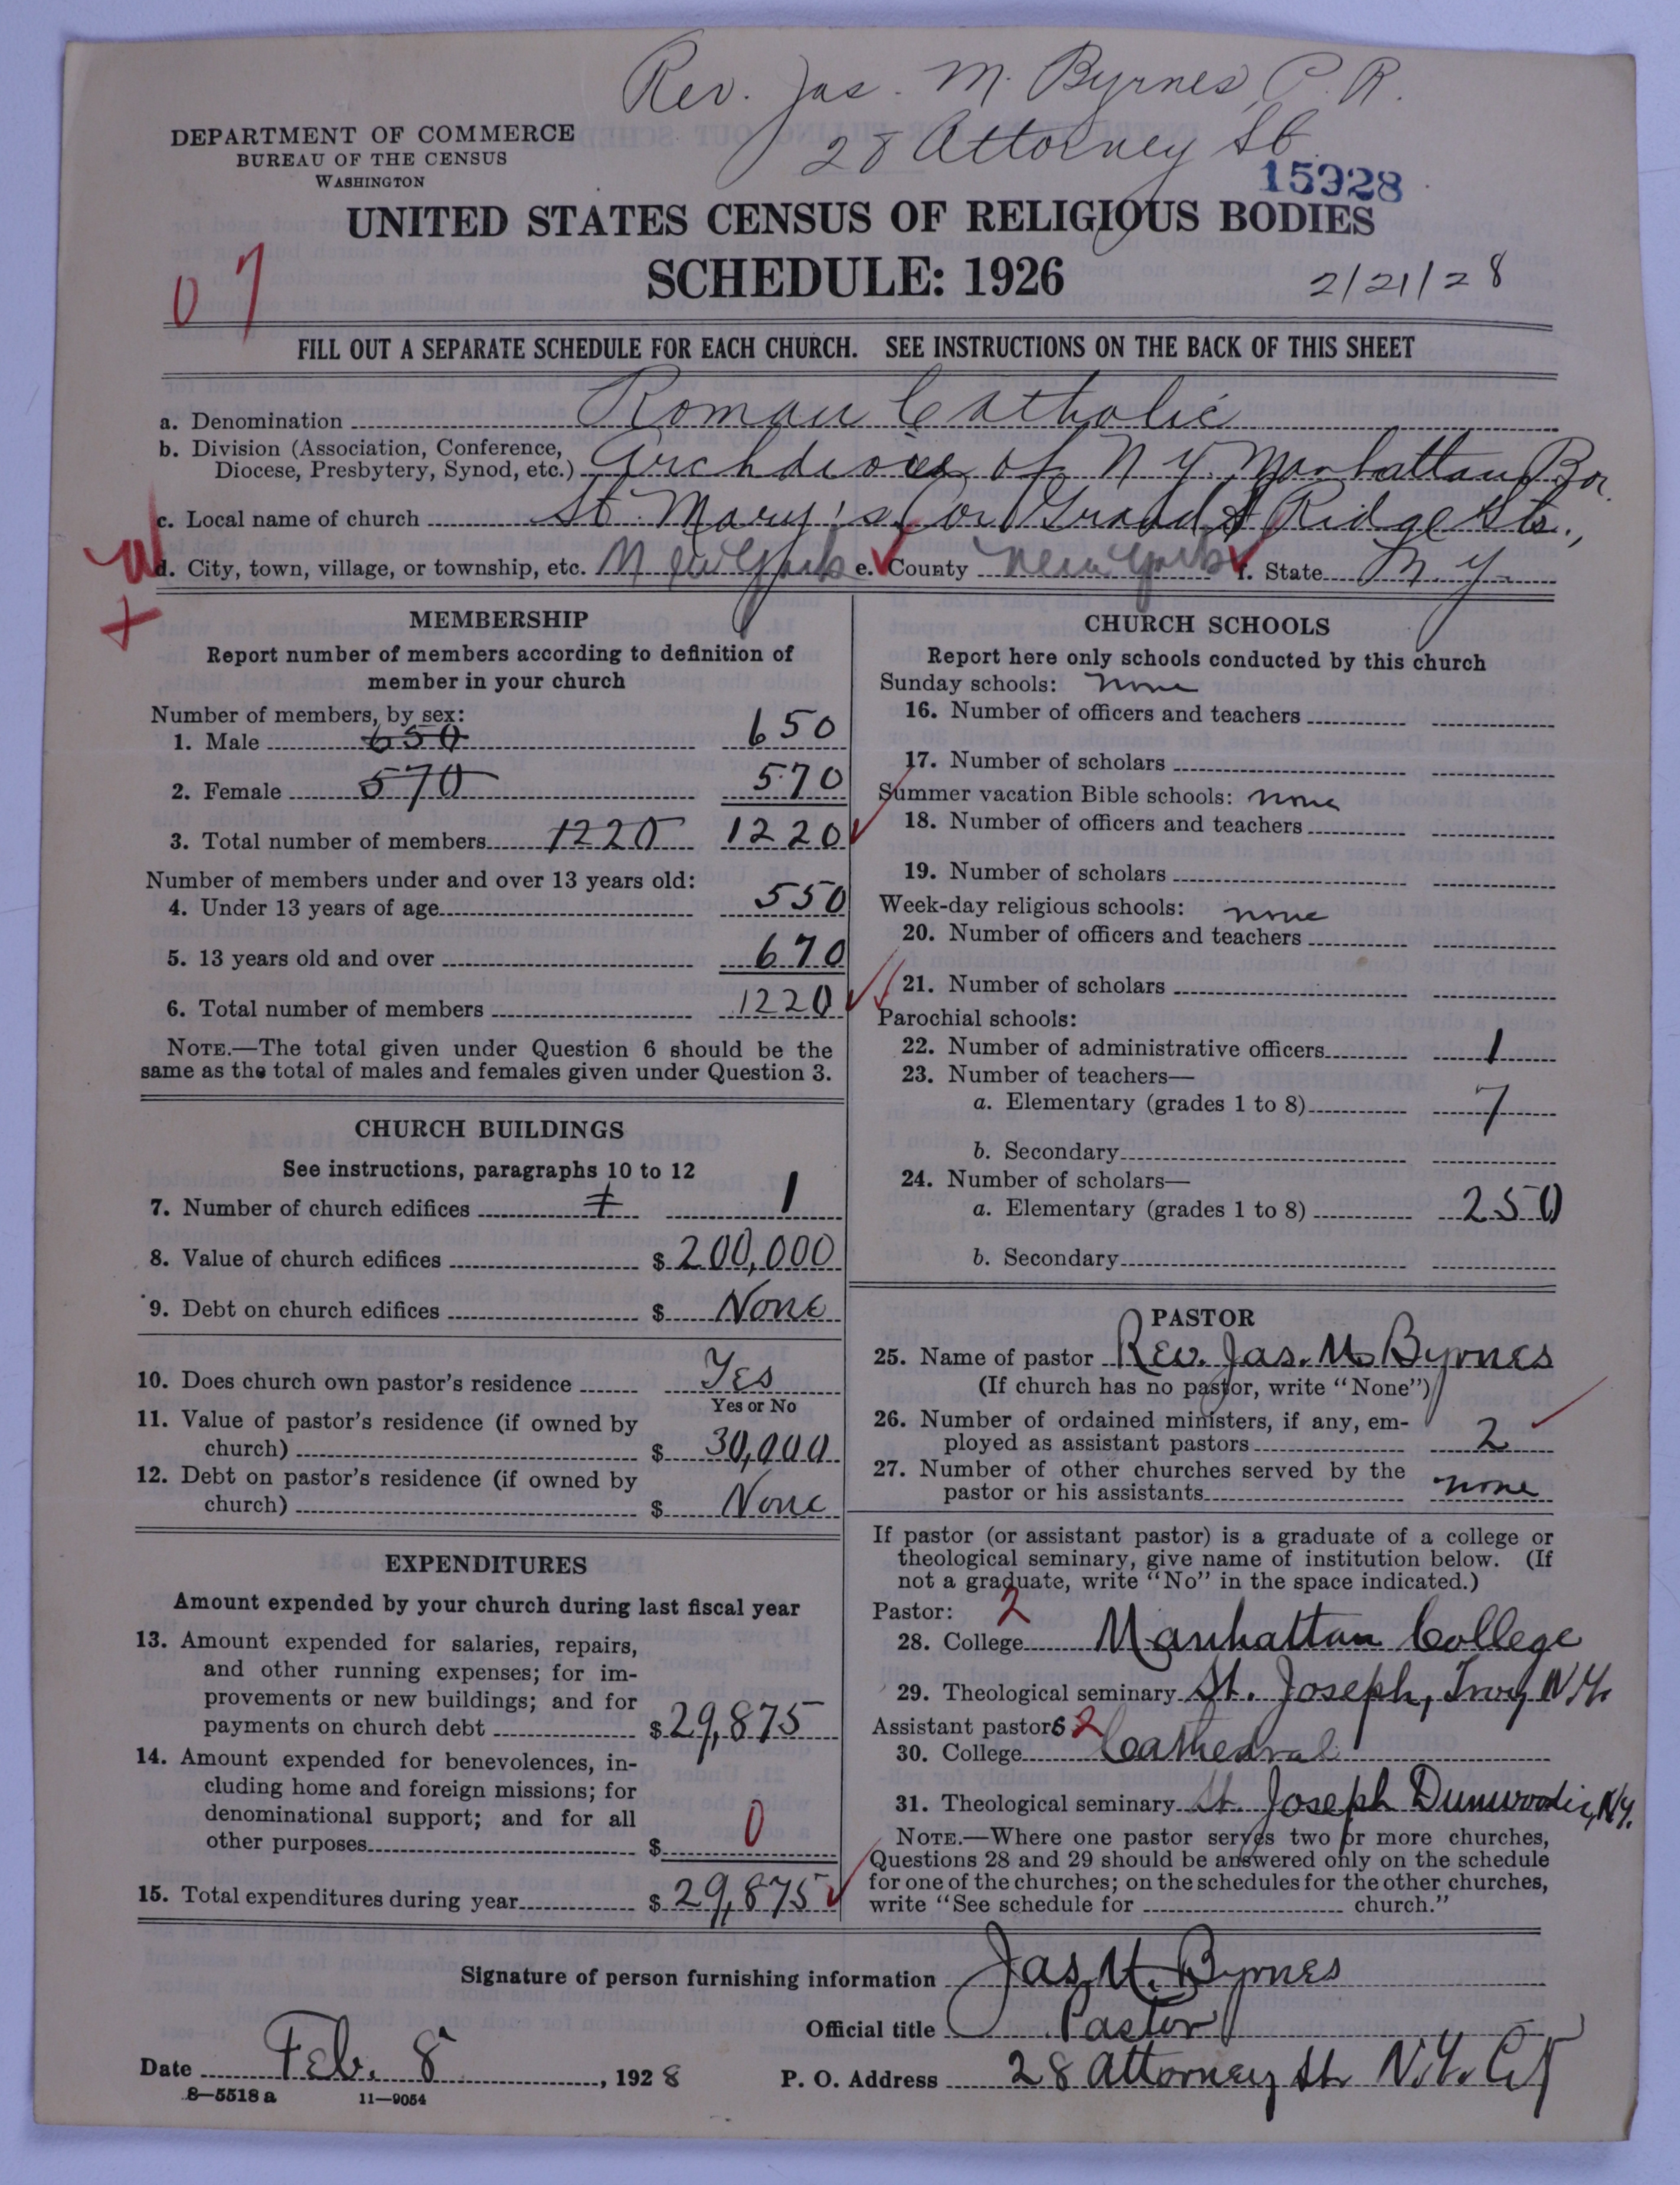 Rev. Jas. M. Byrnes, P. R.
28 Attorney St.
DEPARTMENT OF COMMERCE
BUREAU OF THE CENSUS
WASHINGTON
15928
UNITED STATES CENSUS OF RELIGIOUS BODIES
SCHEDULE: 1926
2/21/28
07
FILL OUT A SEPARATE SCHEDULE FOR EACH CHURCH. SEE INSTRUCTIONS ON THE BACK OF THIS SHEET
a. Denomination Roman Catholic
b. Division (Association, Conference,
Diocese, Presbytery, Synod, etc.) Archdiocese of N Y. Manhattan Bor.
c. Local name of church St. Mary's Cor Grand & Ridge Sts.,
d. City, town, village, or township, etc. New York e. County New York f. State N. Y.
MEMBERSHIP
Report number of members according to definition of
member in your church
Number of members, by sex:
1. Male 650 650
2. Female 570 570
3. Total number of members 1220 1220
Number of members under and over 13 years old:
4. Under 13 years of age 550
5. 13 years old and over 670
6. Total number of members 1220
NOTE.—The total given under Question 6 should be the
same as the total of males and females given under Question 3.
CHURCH BUILDINGS
See instructions, paragraphs 10 to 12
7. Number of church edifices 1 1
8. Value of church edifices $ 200,000
9. Debt on church edifices $ None
10. Does church own pastor's residence Yes
Yes or No
11. Value of pastor's residence (if owned by
church) $ 30,000
12. Debt on pastor's residence (if owned by
church) $ None
EXPENDITURES
Amount expended by your church during last fiscal year
13. Amount expended for salaries, repairs,
and other running expenses; for im-
provements or new buildings; and for
payments on church debt $ 29,875
14. Amount expended for benevolences, in-
cluding home and foreign missions; for
denominational support; and for all
other purposes $ 0
15. Total expenditures during year $ 29,875
CHURCH SCHOOLS
Report here only schools conducted by this church
Sunday schools: none
16. Number of officers and teachers
17. Number of scholars
Summer vacation Bible schools: none
18. Number of officers and teachers
19. Number of scholars
Week-day religious schools: none
20. Number of officers and teachers
21. Number of scholars
Parochial schools:
22. Number of administrative officers 1
23. Number of teachers—
a. Elementary (grades 1 to 8) 7
b. Secondary
24. Number of scholars—
a. Elementary (grades 1 to 8) 250
b. Secondary
PASTOR
25. Name of pastor Rev. Jas. M. Byrnes
(If church has no pastor, write "None")
26. Number of ordained ministers, if any, em-
ployed as assistant pastors 2
27. Number of other churches served by the
pastor or his assistants none
If pastor (or assistant pastor) is a graduate of a college or
theological seminary, give name of institution below. (If
not a graduate, write "No" in the space indicated.)
Pastor: 2
28. College Manhattan College
29. Theological seminary St. Joseph, Troy, N.Y.
Assistant pastors 2
30. College Cathedral
31. Theological seminary St. Joseph Dunwoodie, N.Y.
NOTE.—Where one pastor serves two or more churches,
Questions 28 and 29 should be answered only on the schedule
for one of the churches; on the schedules for the other churches,
write "See schedule for church."
Signature of person furnishing information Jas. M. Byrnes
Official title Pastor
Date Feb. 8, 1928 P. O. Address 28 Attorney St. N.Y. City
8—5518 a 11—9054